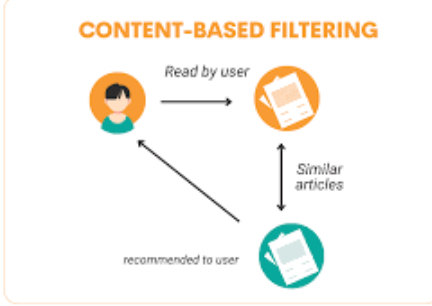 CONTENT-BASED FILTERING
Read by user
Similar
articles
recommended to user